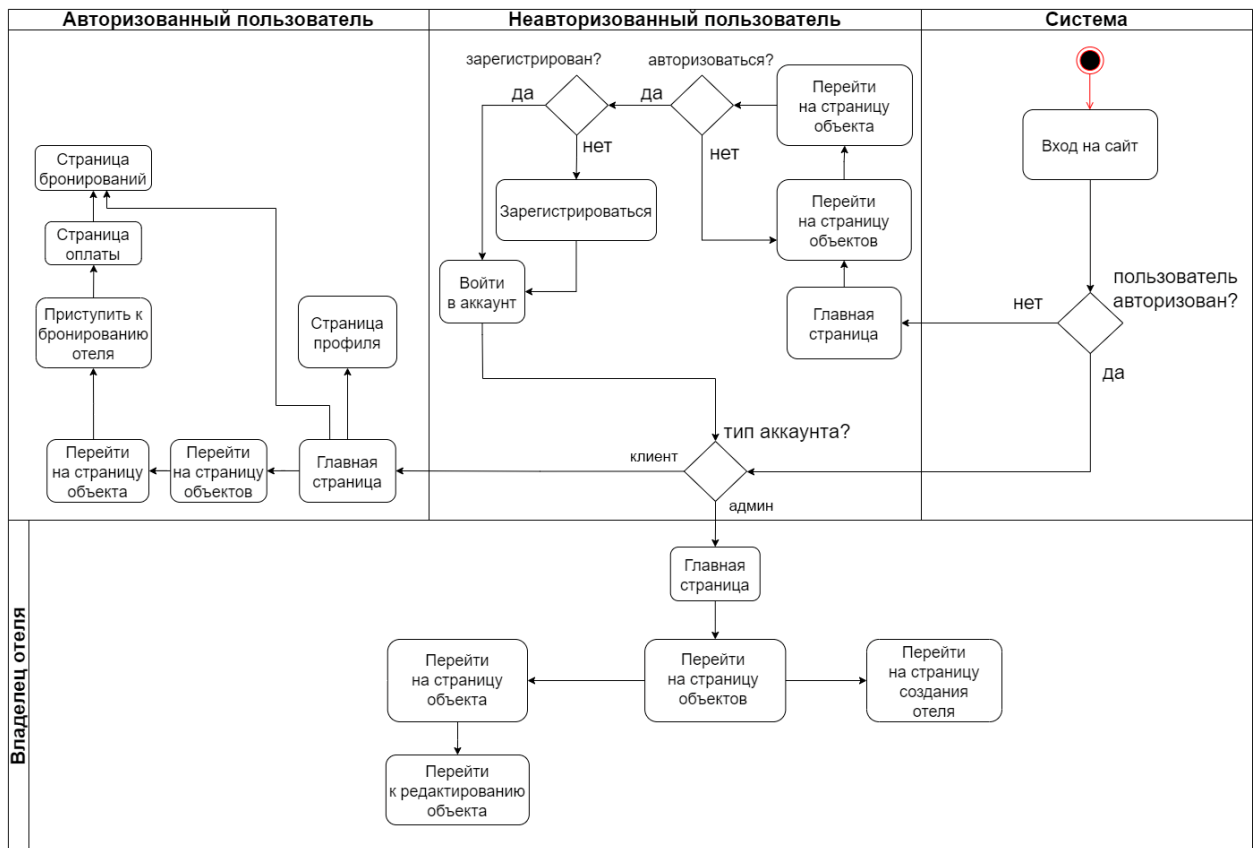 Авторизованный пользователь
Неавторизованный пользователь
Система
зарегистрирован?
авторизоваться?
да
да
нет
нет
Перейти
на страницу
объекта
Вход на сайт
Страница
бронирований
Зарегистрироваться
Перейти
на страницу
объектов
Страница
оплаты
Войти
в аккаунт
пользователь
авторизован?
нет
да
Главная
страница
Приступить к
бронированию
отеля
Страница
профиля
тип аккаунта?
клиент
админ
Перейти
на страницу
объекта
Перейти
на страницу
объектов
Главная
страница
Владелец отеля
Главная
страница
Перейти
на страницу
объекта
Перейти
на страницу
объектов
Перейти
на страницу
создания
отеля
Перейти
к редактированию
объекта